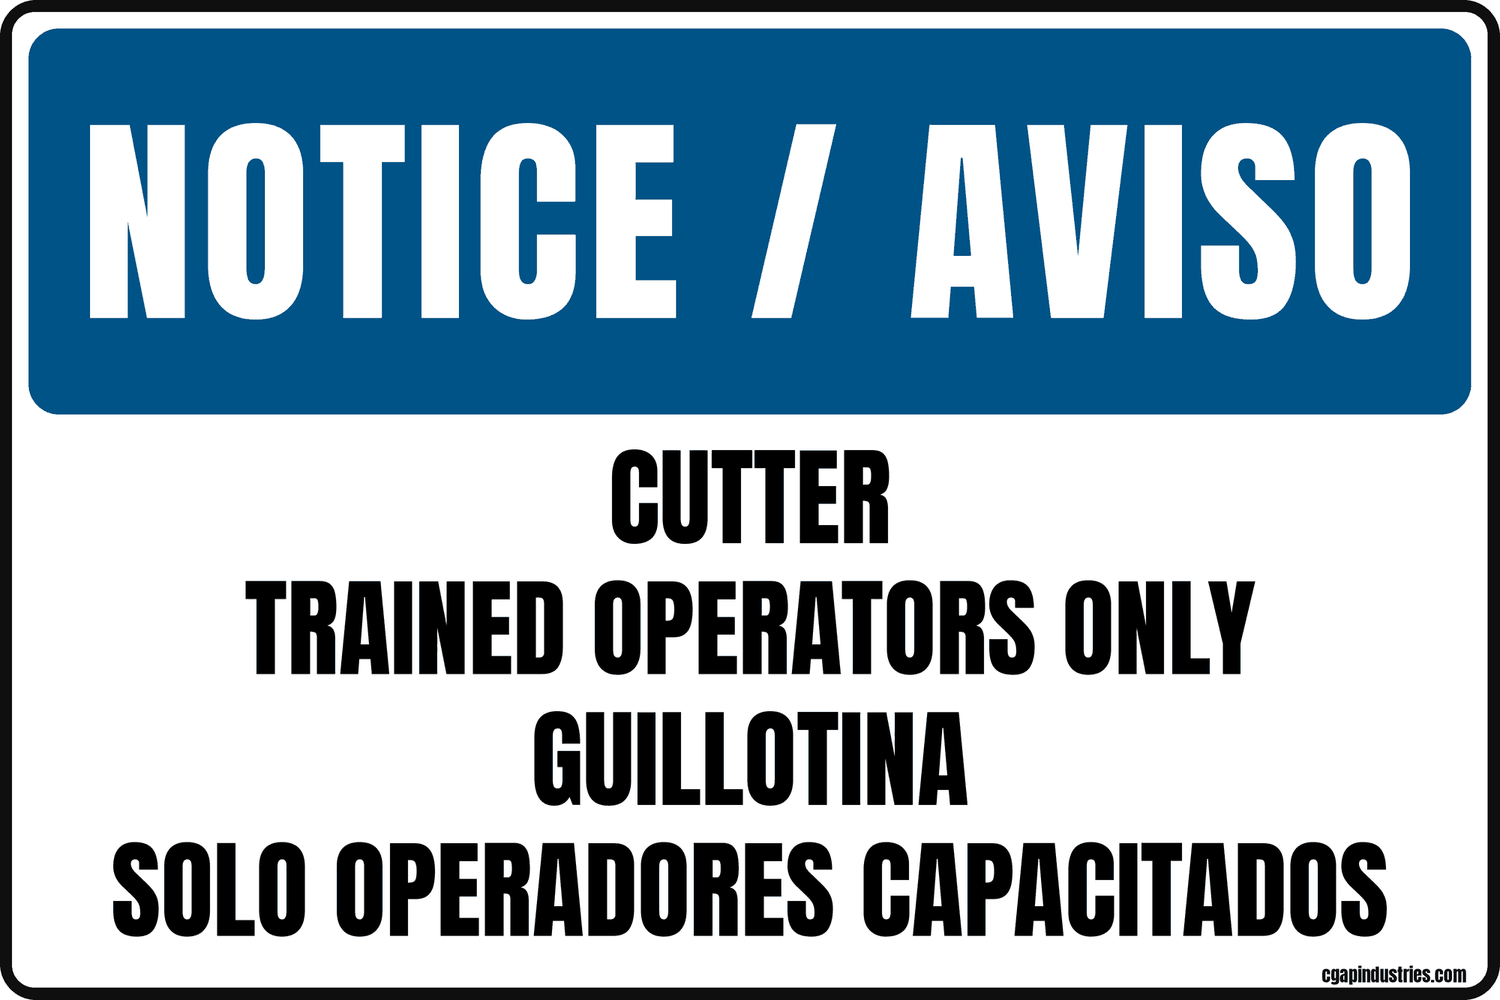 NOTICE / AVISO
CUTTER
TRAINED OPERATORS ONLY
GUILLOTINA
SOLO OPERADORES CAPACITADOS
cgapindustries.com